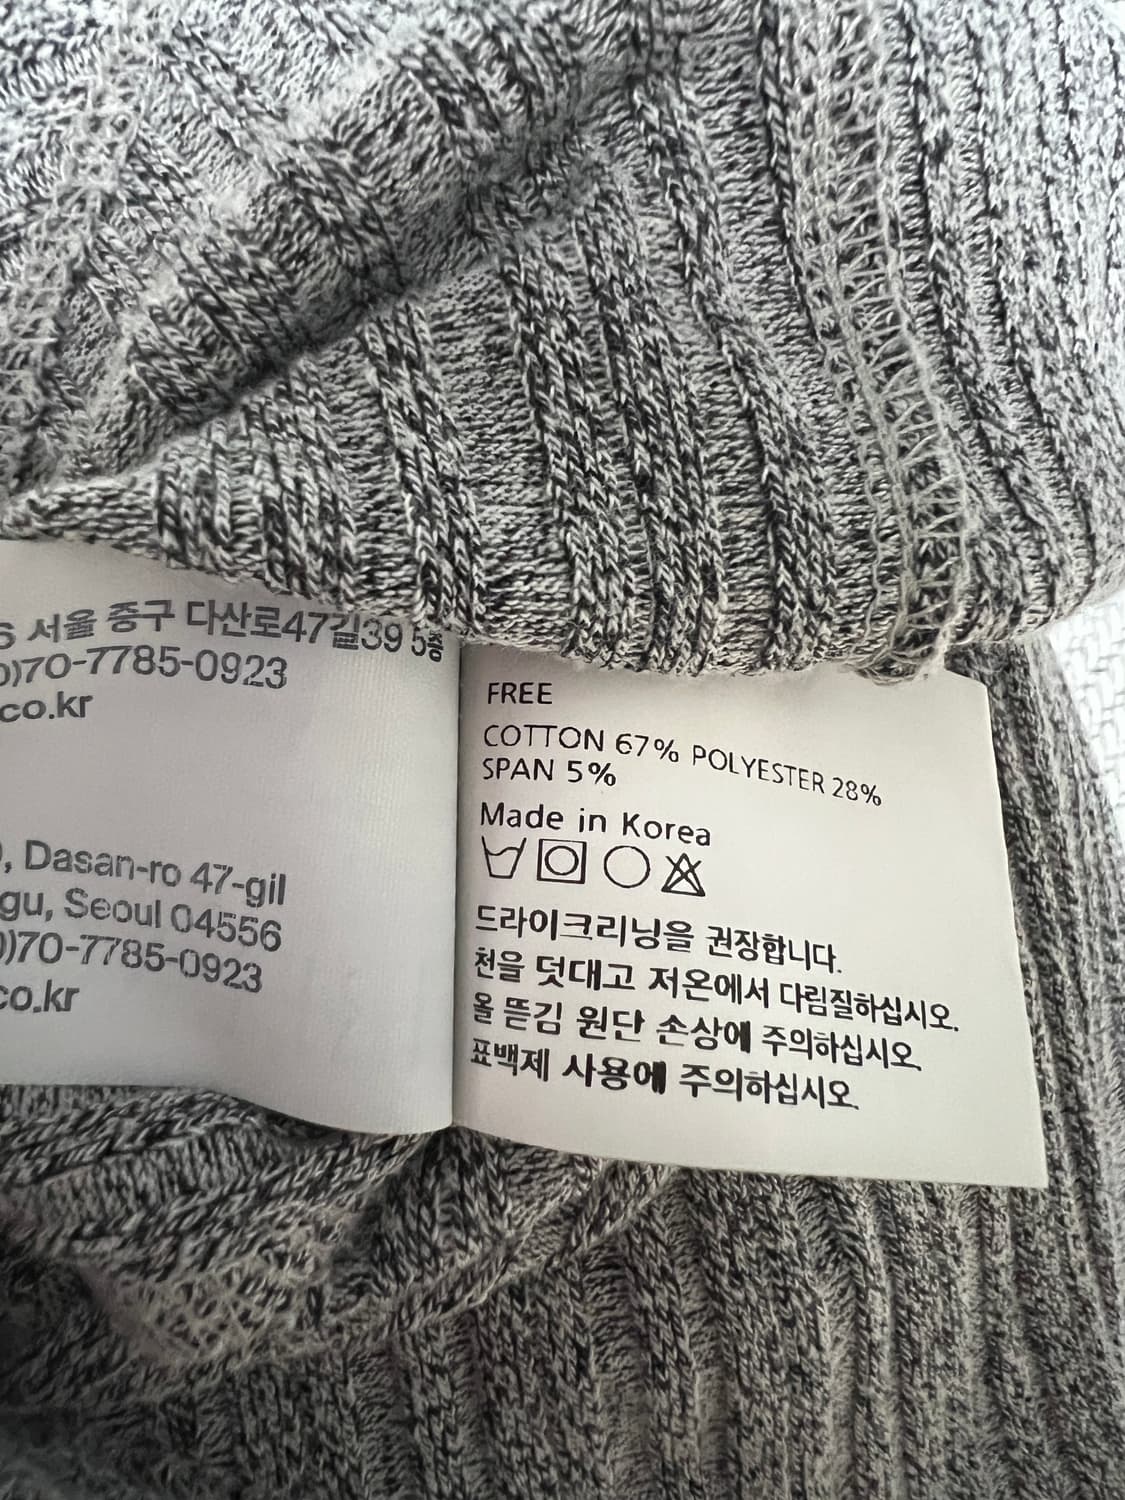 서울 중구 다산로47길39 5층
)70-7785-0923
co.kr
, Dasan-ro 47-gil
gu, Seoul 04556
))70-7785-0923
co.kr
FREE
COTTON 67% POLYESTER 28%
SPAN 5%
Made in Korea
드라이크리닝을 권장합니다.
천을 덧대고 저온에서 다림질하십시오.
올 뜯김 원단 손상에 주의하십시오.
표백제 사용에 주의하십시오.